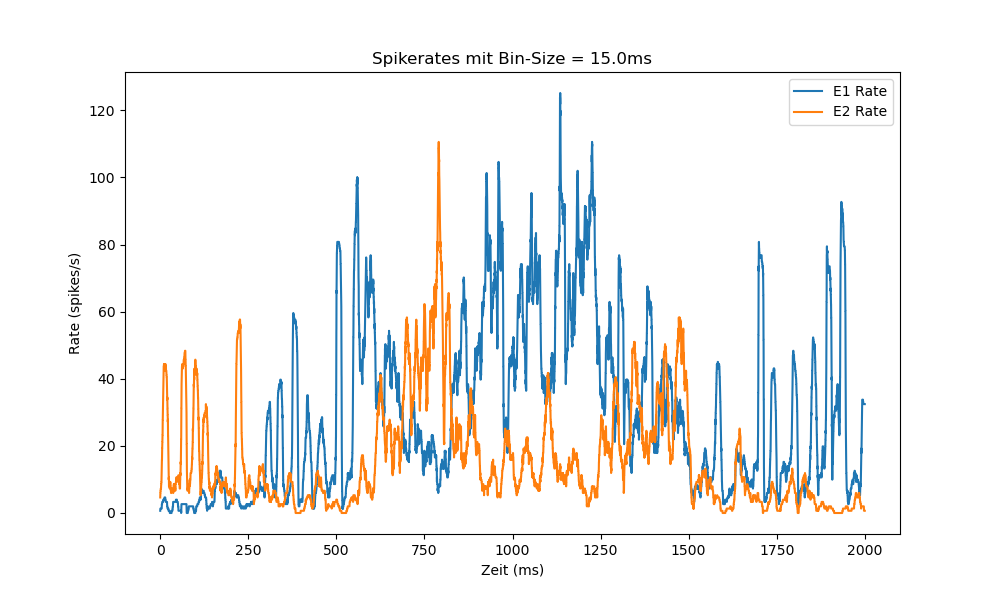 Spikerates mit Bin-Size = 15.0ms
E1 Rate
E2 Rate
Rate (spikes/s)
120
100
80
60
40
20
0
0 250 500 750 1000 1250 1500 1750 2000
Zeit (ms)